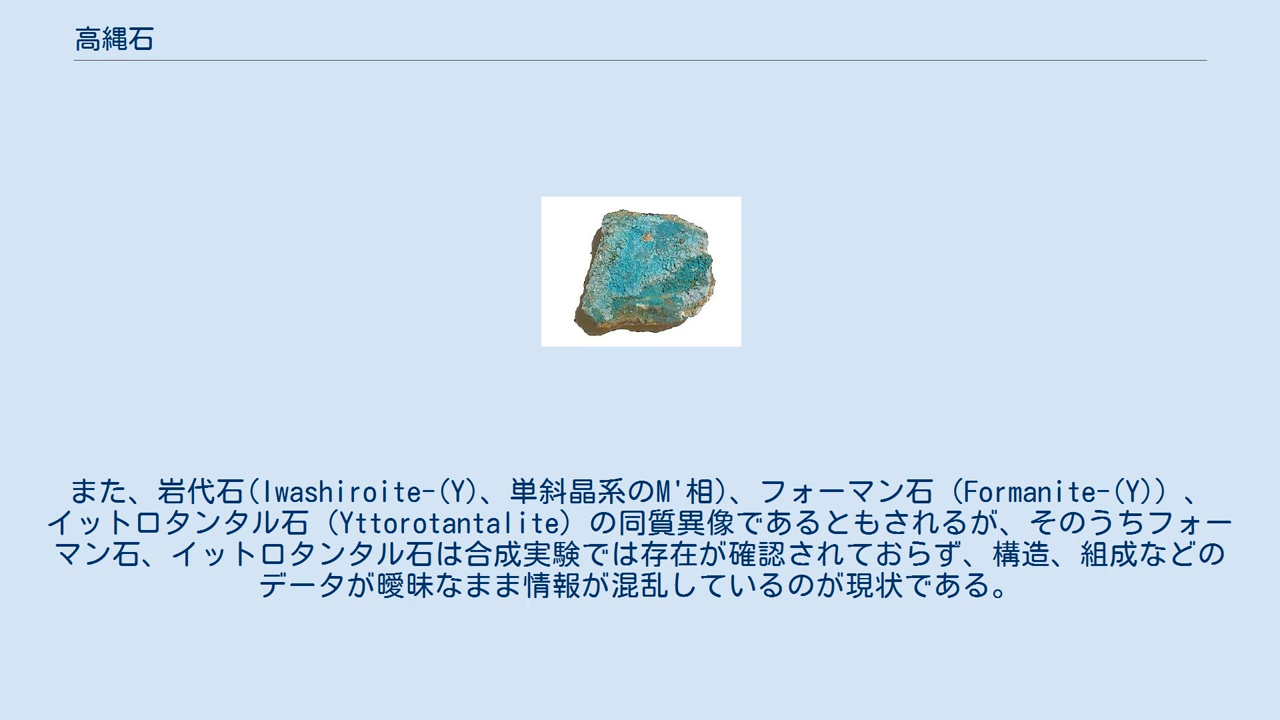 高縄石
また、岩代石(Iwashiroite-(Y)、単斜晶系のM'相)、フォーマン石 (Formanite-(Y)) 、
イットロタンタル石 (Yttorotantalite) の同質異像であるともされるが、そのうちフォー
マン石、イットロタンタル石は合成実験では存在が確認されておらず、構造、組成などの
データが曖昧なまま情報が混乱しているのが現状である。